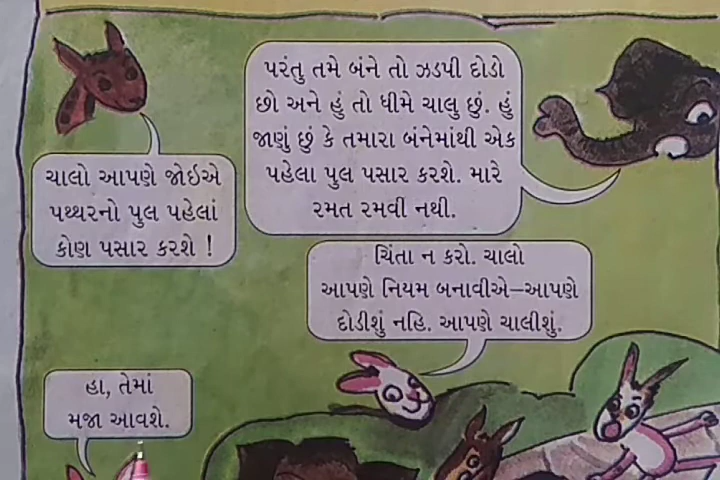 ચાલો આપણે જોઇએ
પથ્થરનો પુલ પહેલાં
કોણ પસાર કરશે !
પરંતુ તમે બંને તો ઝડપી દોડો
છો અને હું તો ધીમે ચાલુ છું. હું
જાણું છું કે તમારા બંનેમાંથી એક
પહેલા પુલ પસાર કરશે. મારે
રમત રમવી નથી.
ચિંતા ન કરો. ચાલો
આપણે નિયમ બનાવીએ–આપણે
દોડીશું નહિ. આપણે ચાલીશું.
હા, તેમાં
મજા આવશે.